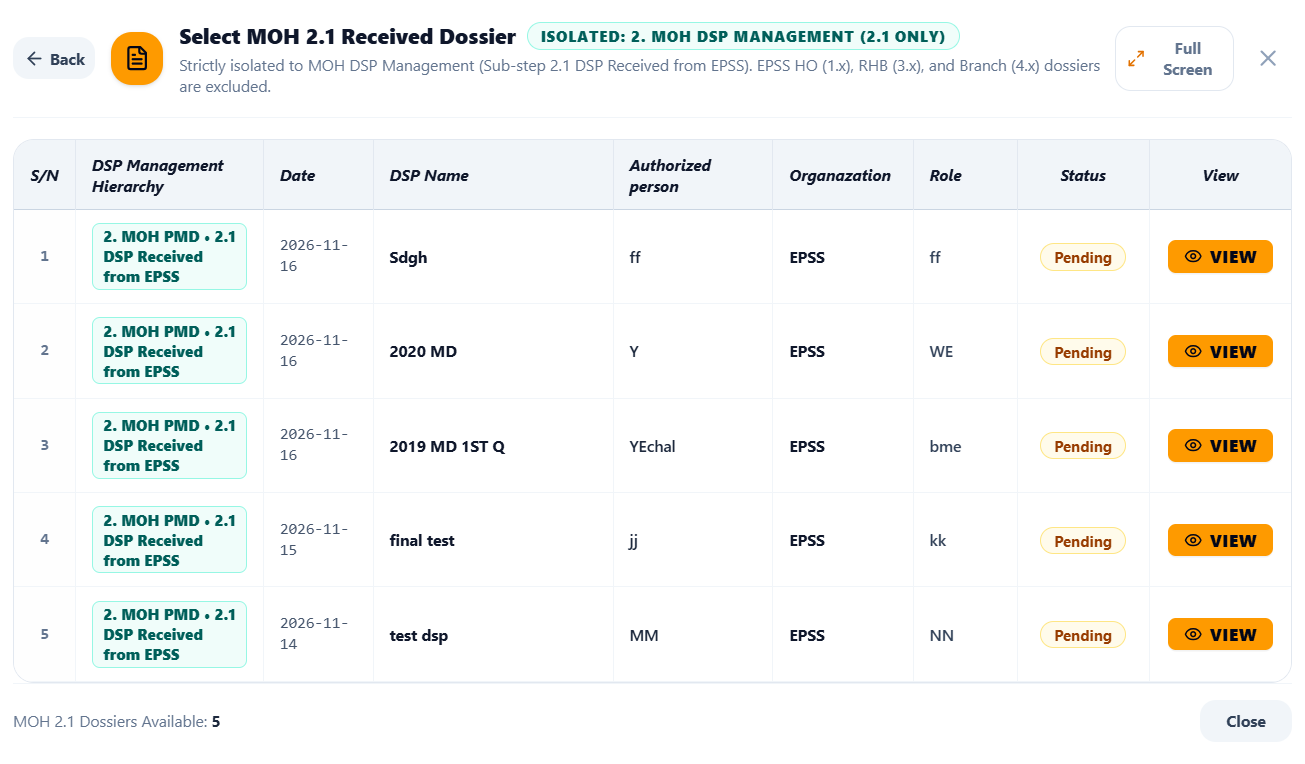 Back
Select MOH 2.1 Received Dossier
ISOLATED: 2. MOH DSP MANAGEMENT (2.1 ONLY)
Strictly isolated to MOH DSP Management (Sub-step 2.1 DSP Received from EPSS). EPSS HO (1.x), RHB (3.x), and Branch (4.x) dossiers
are excluded.
Full
Screen
S/N
DSP Management
Hierarchy
Date
DSP Name
Authorized
person
Organazation
Role
Status
View
1
2. MOH PMD • 2.1
DSP Received
from EPSS
2026-11-
16
Sdgh
ff
EPSS
ff
Pending
VIEW
2
2. MOH PMD • 2.1
DSP Received
from EPSS
2026-11-
16
2020 MD
Y
EPSS
WE
Pending
VIEW
3
2. MOH PMD • 2.1
DSP Received
from EPSS
2026-11-
16
2019 MD 1ST Q
YEchal
EPSS
bme
Pending
VIEW
4
2. MOH PMD • 2.1
DSP Received
from EPSS
2026-11-
15
final test
jj
EPSS
kk
Pending
VIEW
5
2. MOH PMD • 2.1
DSP Received
from EPSS
2026-11-
14
test dsp
MM
EPSS
NN
Pending
VIEW
MOH 2.1 Dossiers Available: 5
Close